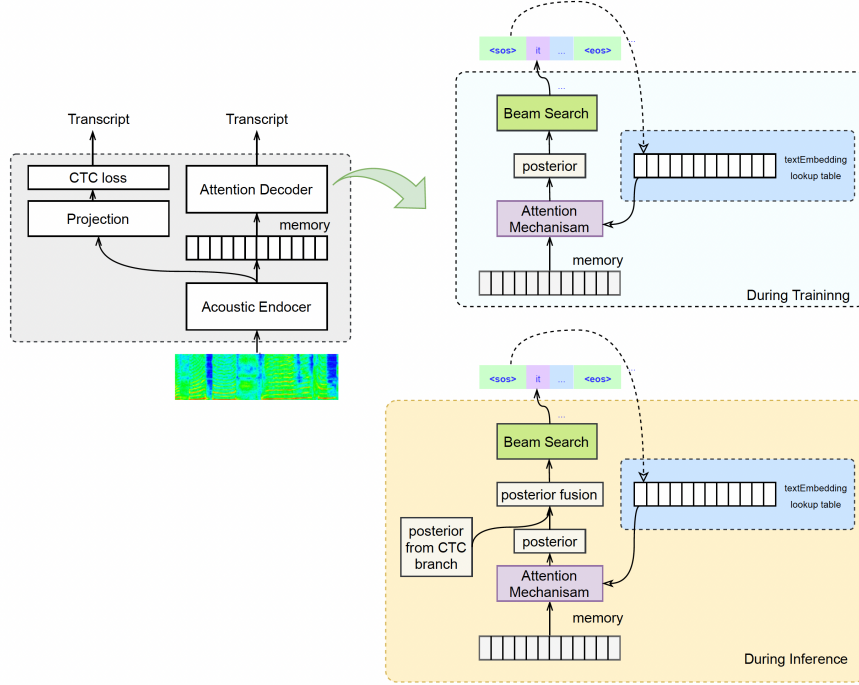 Transcript
Transcript
CTC loss
Projection
Attention Decoder
memory
Acoustic Endocer
<sos> it ... <eos>
...
...
Beam Search
posterior
Attention
Mechanisam
textEmbedding
lookup table
memory
During Traininng
<sos> it ... <eos>
...
...
Beam Search
posterior fusion
posterior
from CTC
branch
posterior
Attention
Mechanisam
textEmbedding
lookup table
memory
During Inference